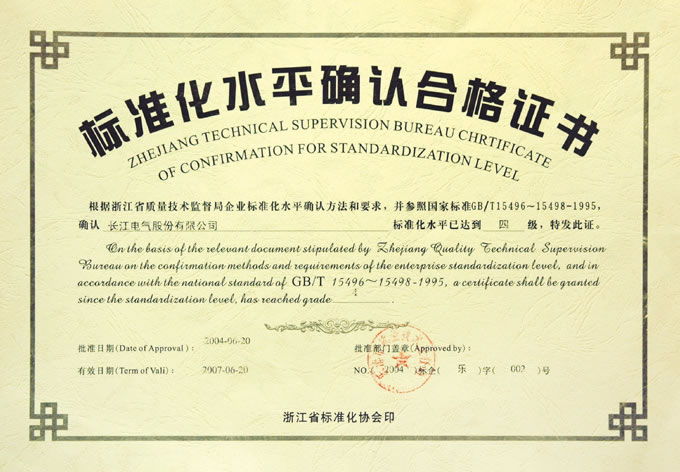 标准化水平确认合格证书
ZHEJIANG TECHNICAL SUPERVISION BUREAU CHRTIFICATE
OF CONFIRMATION FOR STANDARDIZATION LEVEL
根据浙江省质量技术监督局企业标准化水平确认方法和要求，并参照国家标准GB/T15496～15498-1995，
确认 长江电气股份有限公司 标准化水平已达到 四 级，特发此证。
On the basis of the relevant document stipulated by Zhejiang Quality Technical Supervision
Bureau on the confirmation methods and requirements of the enterprise standardization level, and in
accordance with the national standard of GB/T 15496～15498-1995, a certificate shall be granted
since the standardization level, has reached grade 4 .
批准日期(Date of Approval)： 2004-06-20 批准部门盖章(Approved by)：
有效日期(Term of Vali)： 2007-06-20 NO.( 2004 )标企( 乐 )字( 002 )号
浙江省标准化协会印